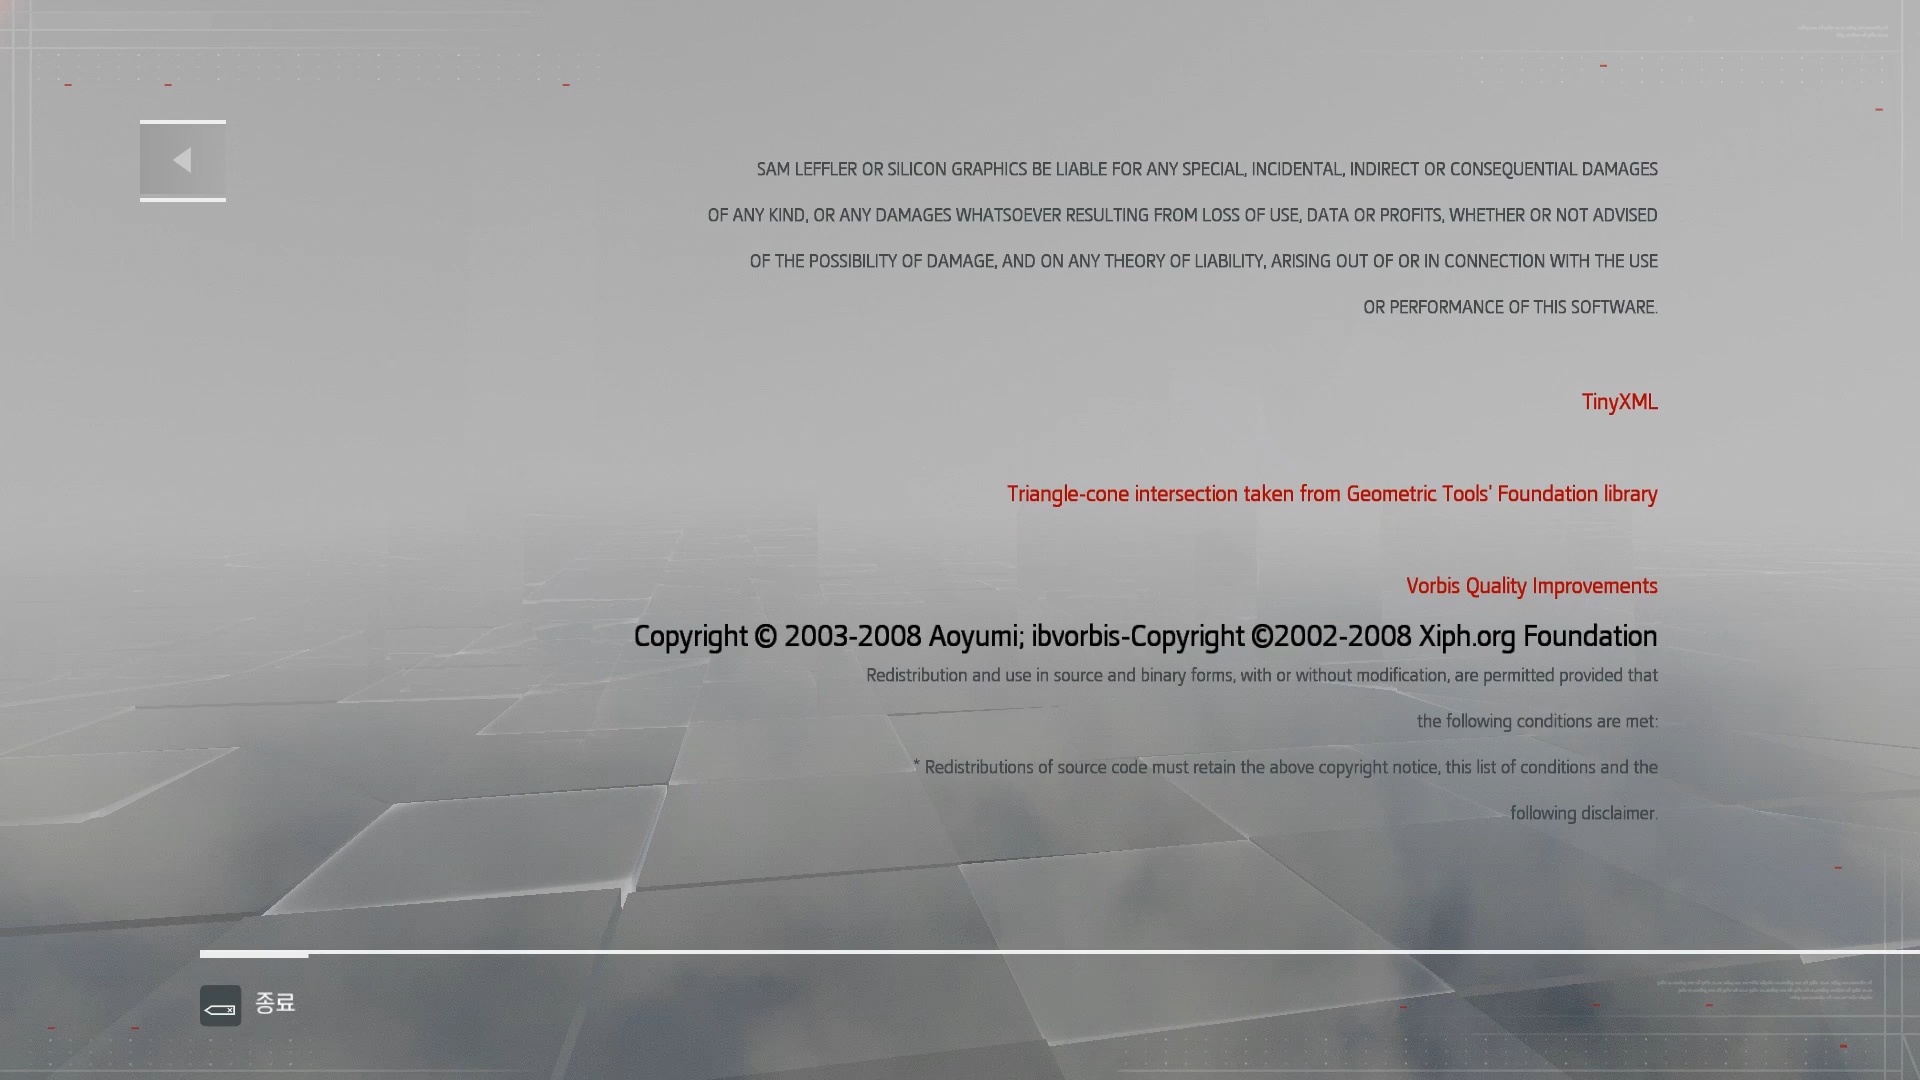 SAM LEFFLER OR SILICON GRAPHICS BE LIABLE FOR ANY SPECIAL, INCIDENTAL, INDIRECT OR CONSEQUENTIAL DAMAGES
OF ANY KIND, OR ANY DAMAGES WHATSOEVER RESULTING FROM LOSS OF USE, DATA OR PROFITS, WHETHER OR NOT ADVISED
OF THE POSSIBILITY OF DAMAGE, AND ON ANY THEORY OF LIABILITY, ARISING OUT OF OR IN CONNECTION WITH THE USE
OR PERFORMANCE OF THIS SOFTWARE.
TinyXML
Triangle-cone intersection taken from Geometric Tools' Foundation library
Vorbis Quality Improvements
Copyright © 2003-2008 Aoyumi; ibvorbis-Copyright ©2002-2008 Xiph.org Foundation
Redistribution and use in source and binary forms, with or without modification, are permitted provided that
the following conditions are met:
* Redistributions of source code must retain the above copyright notice, this list of conditions and the
following disclaimer.
종료